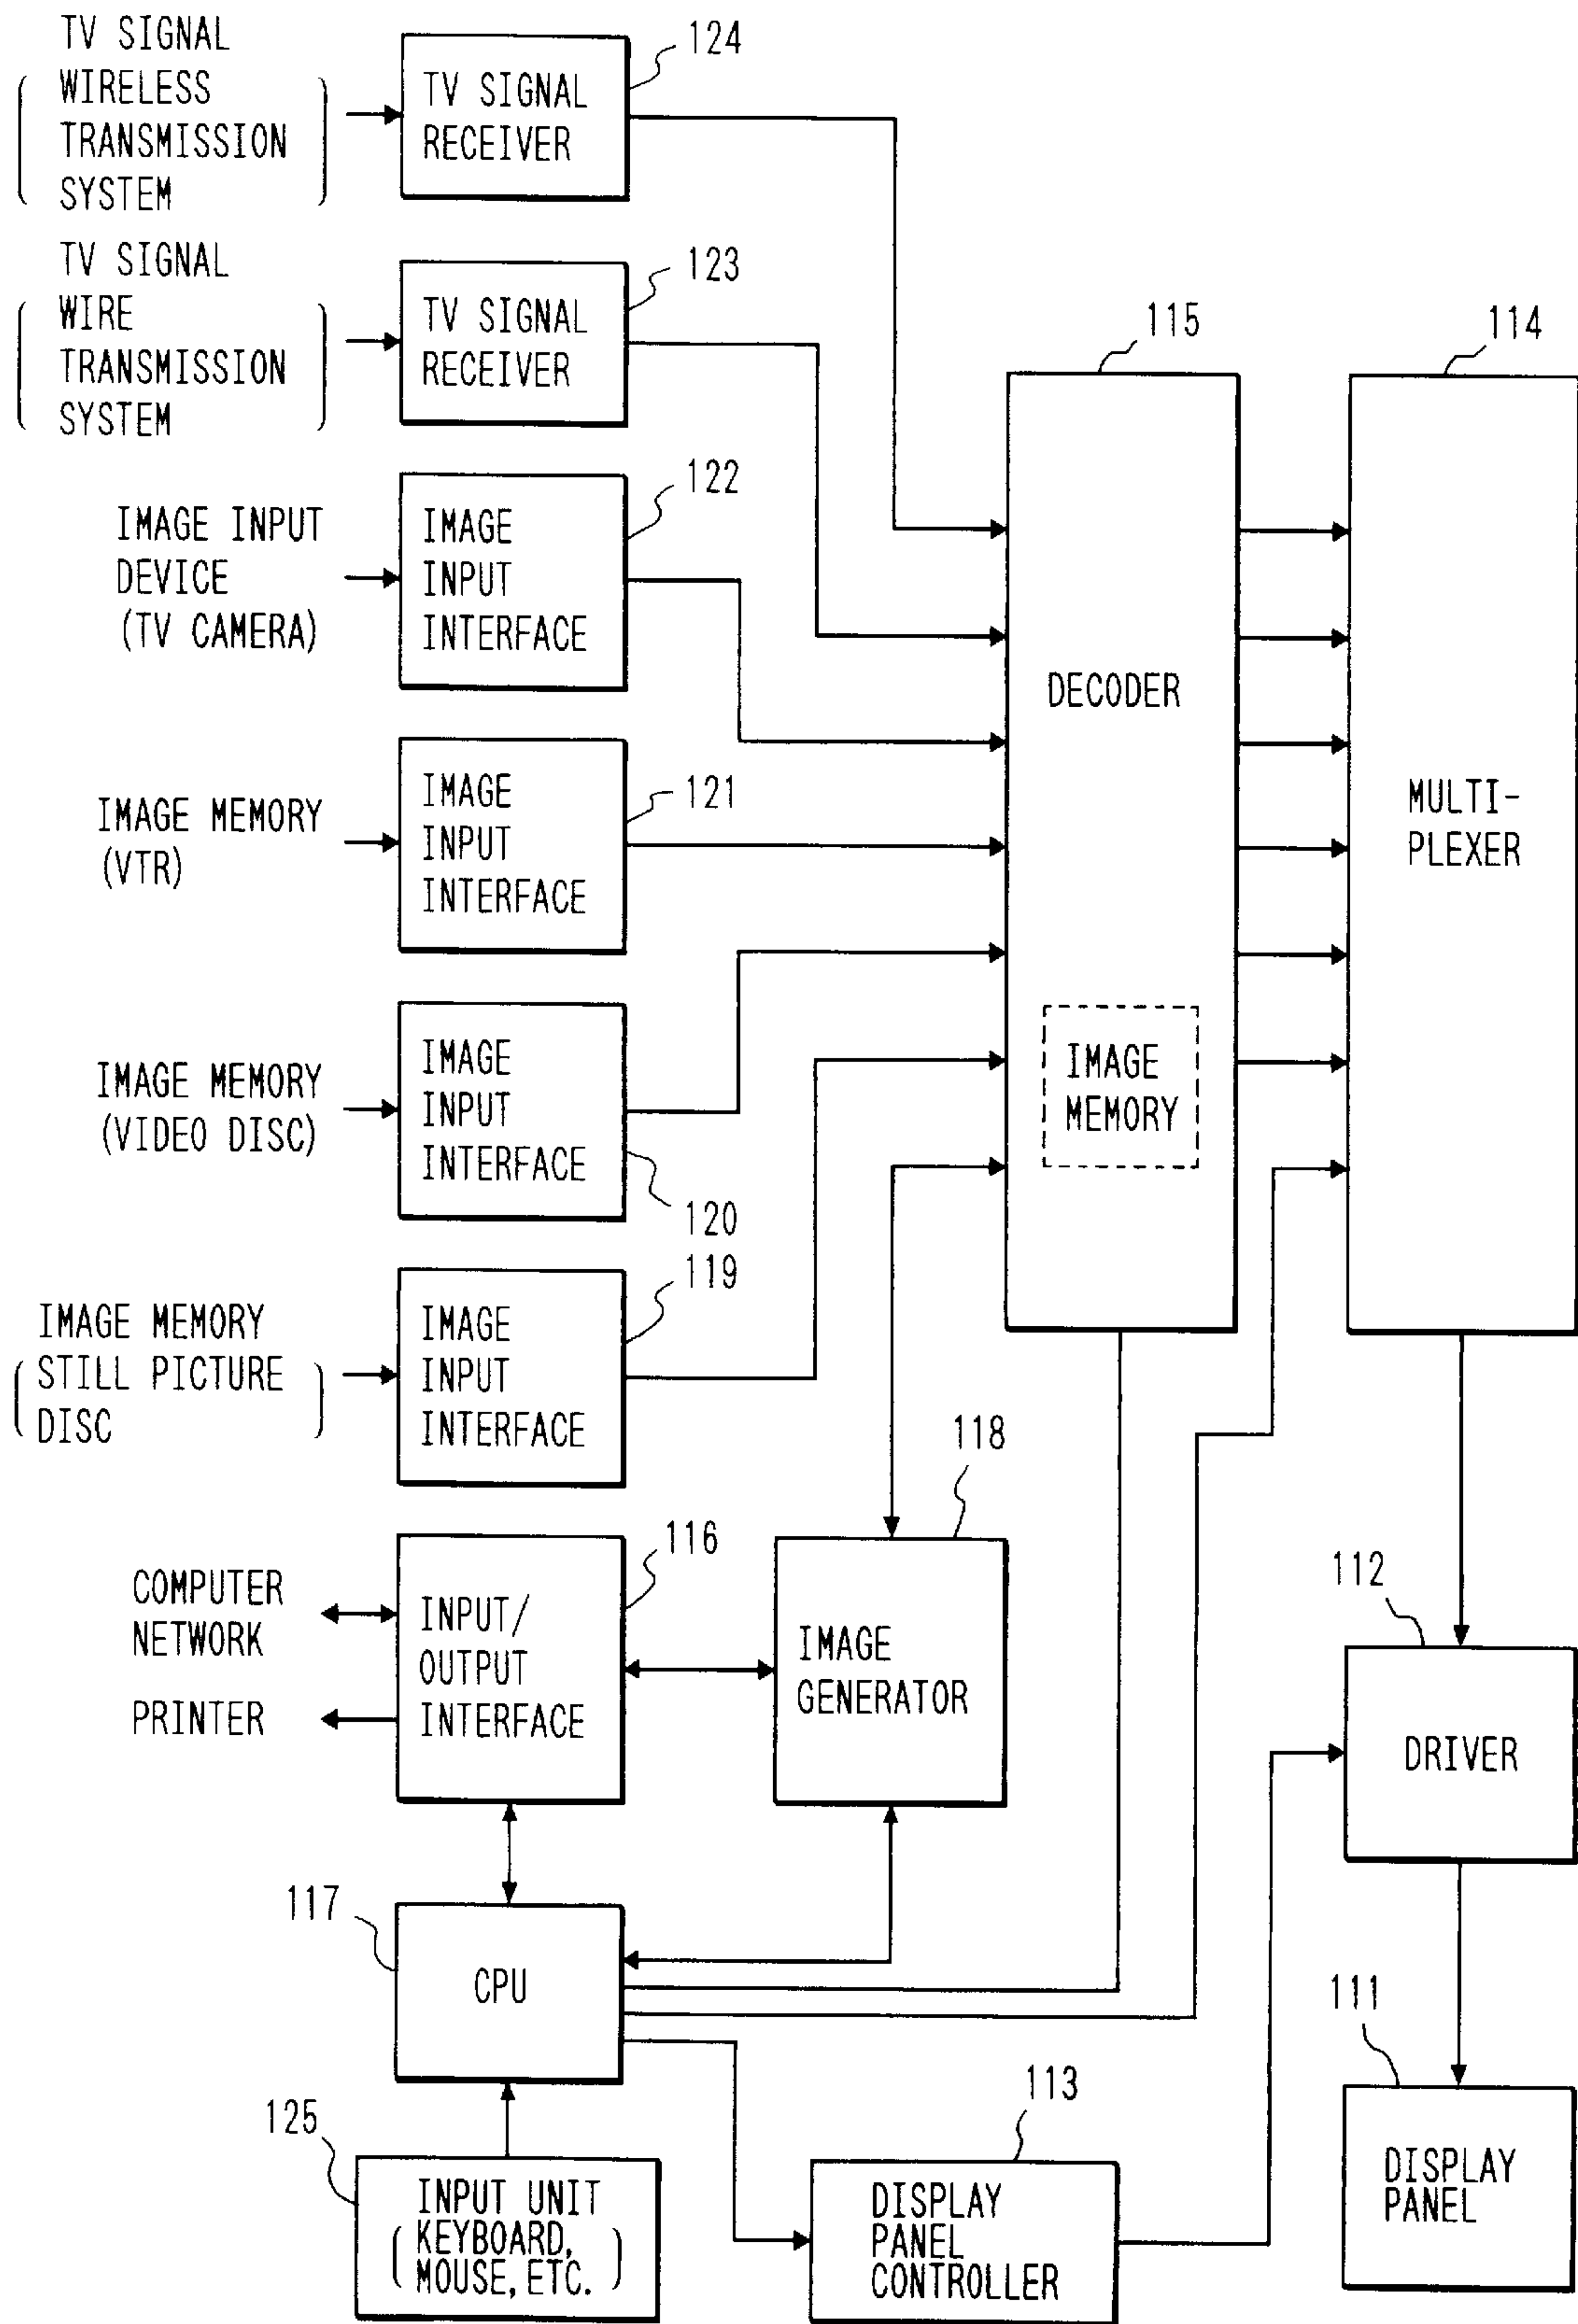 TV SIGNAL
WIRELESS
TRANSMISSION
SYSTEM
TV SIGNAL
RECEIVER
124
TV SIGNAL
WIRE
TRANSMISSION
SYSTEM
TV SIGNAL
RECEIVER
123
IMAGE INPUT
DEVICE
(TV CAMERA)
IMAGE
INPUT
INTERFACE
122
IMAGE MEMORY
(VTR)
IMAGE
INPUT
INTERFACE
121
IMAGE MEMORY
(VIDEO DISC)
IMAGE
INPUT
INTERFACE
120
IMAGE MEMORY
(STILL PICTURE
DISC)
IMAGE
INPUT
INTERFACE
119
115
DECODER
IMAGE
MEMORY
114
MULTI-
PLEXER
COMPUTER
NETWORK
PRINTER
INPUT/
OUTPUT
INTERFACE
116
118
IMAGE
GENERATOR
112
DRIVER
117
CPU
111
DISPLAY
PANEL
125
INPUT UNIT
(KEYBOARD,
MOUSE, ETC.)
113
DISPLAY
PANEL
CONTROLLER